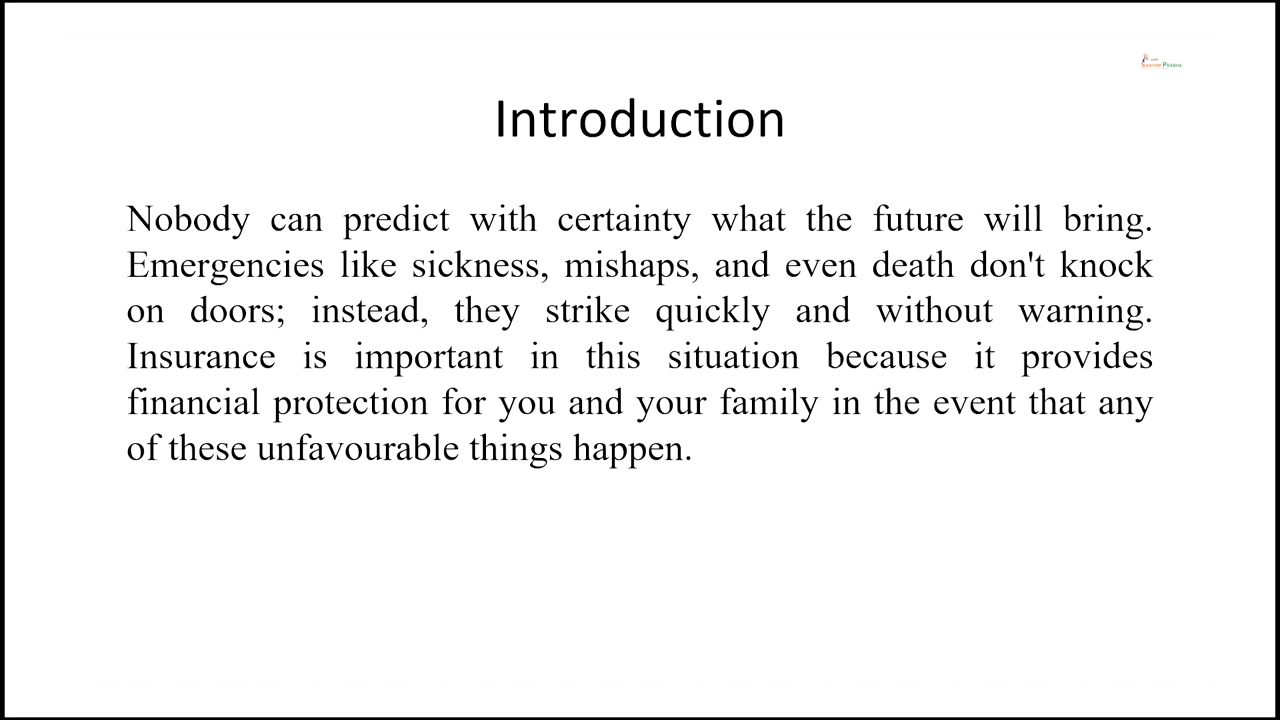 Swayam Prabha
Introduction
Nobody can predict with certainty what the future will bring.
Emergencies like sickness, mishaps, and even death don't knock
on doors; instead, they strike quickly and without warning.
Insurance is important in this situation because it provides
financial protection for you and your family in the event that any
of these unfavourable things happen.